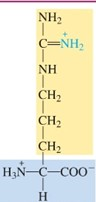 NH₂
C=NH₂⁺
NH
CH₂
CH₂
CH₂
H₃N⁺—C—COO⁻
H